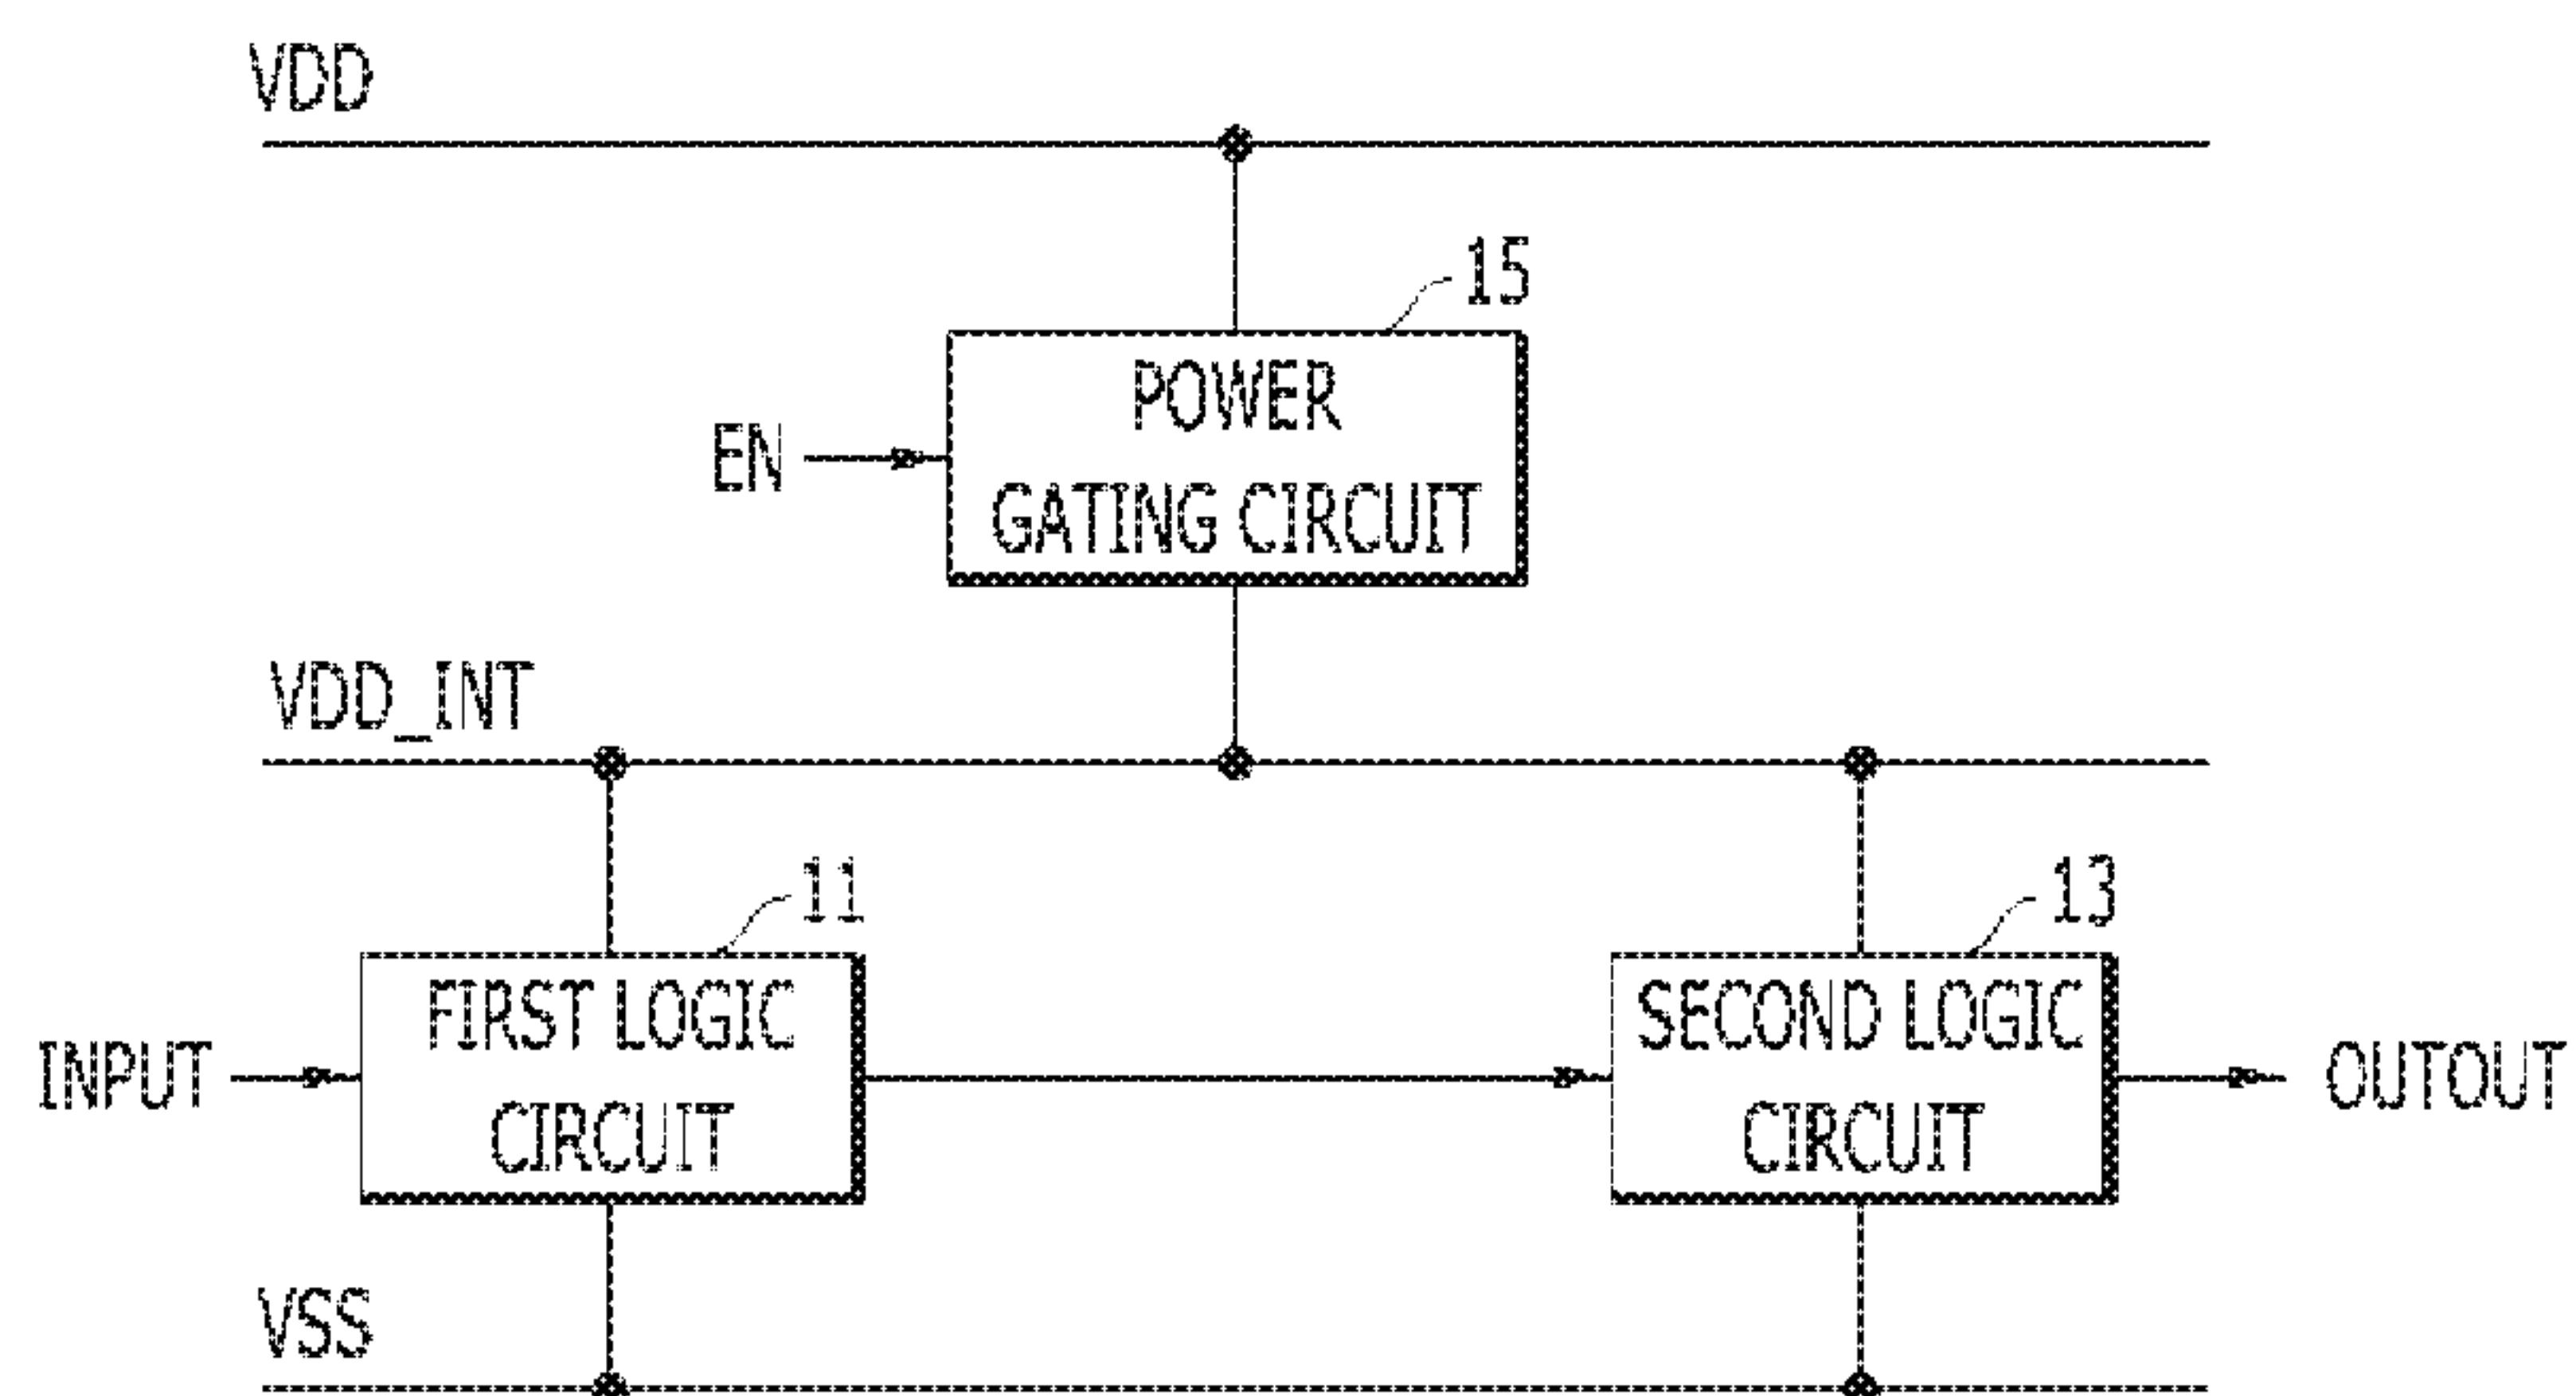 VDD
15
POWER
EN
GATING CIRCUIT
VDD_INT
11
13
FIRST LOGIC
SECOND LOGIC
INPUT
OUTOUT
CIRCUIT
CIRCUIT
VSS